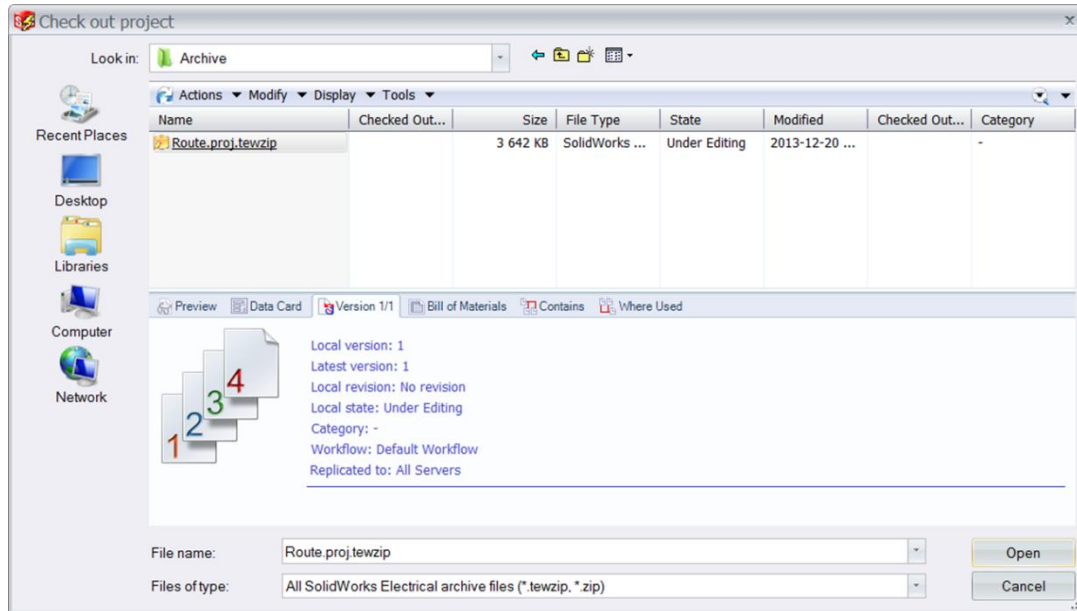 Check out project
x
Look in: Archive
Actions Modify Display Tools
Name Checked Out... Size File Type State Modified Checked Out... Category
Route.proj.tewzip 3 642 KB SolidWorks ... Under Editing 2013-12-20 ... -
Recent Places
Desktop
Libraries
Computer
Network
Preview Data Card Version 1/1 Bill of Materials Contains Where Used
1 2 3 4
Local version: 1
Latest version: 1
Local revision: No revision
Local state: Under Editing
Category: -
Workflow: Default Workflow
Replicated to: All Servers
File name: Route.proj.tewzip Open
Files of type: All SolidWorks Electrical archive files (*.tewzip, *.zip) Cancel